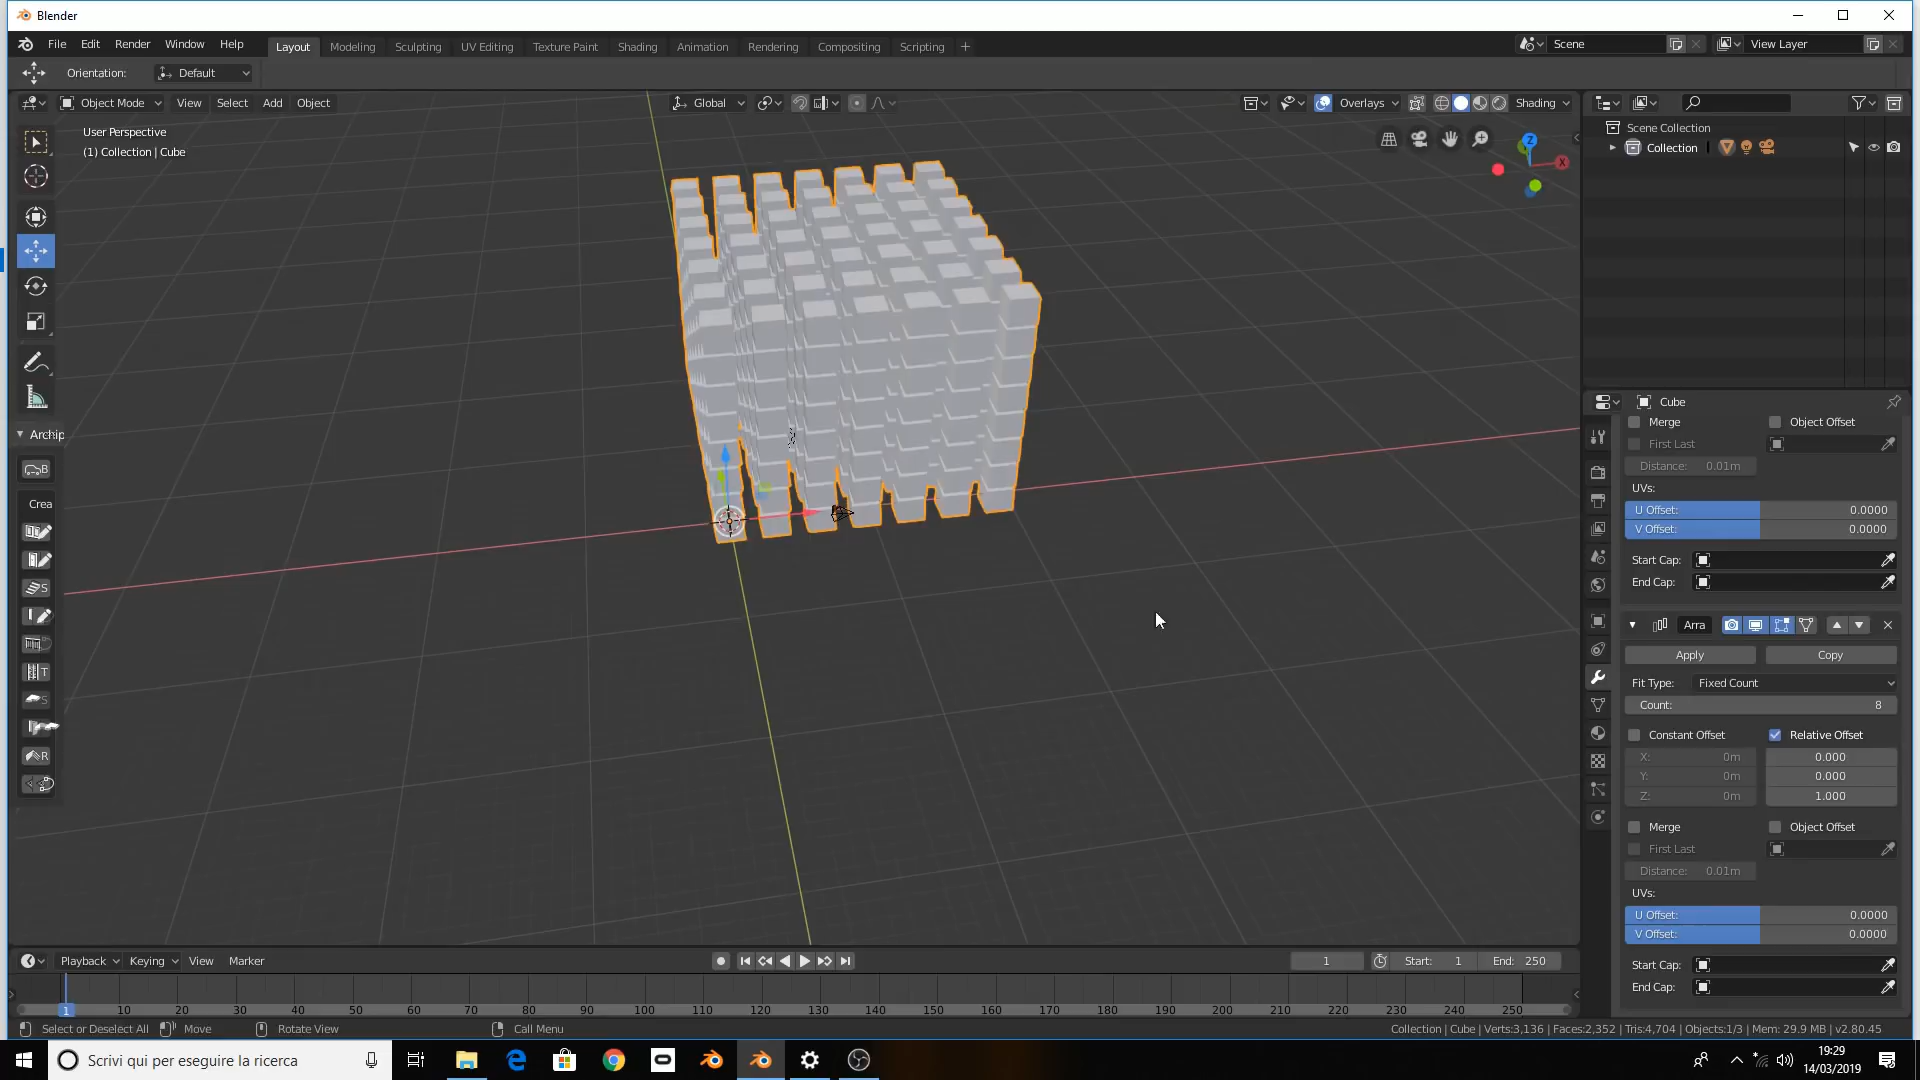 Blender
File Edit Render Window Help Layout Modeling Sculpting UV Editing Texture Paint Shading Animation Rendering Compositing Scripting + Scene View Layer
Orientation: Default
Object Mode View Select Add Object Global Overlays Shading
User Perspective
(1) Collection | Cube
Z
X
Scene Collection
Collection
Archip
B
Crea
S
T
S
R
Cube
Merge Object Offset
First Last
Distance: 0.01m
UVs:
U Offset: 0.0000
V Offset: 0.0000
Start Cap:
End Cap:
Arra
Apply Copy
Fit Type: Fixed Count
Count: 8
Constant Offset Relative Offset
X: 0m 0.000
Y: 0m 0.000
Z: 0m 1.000
Merge Object Offset
First Last
Distance: 0.01m
UVs:
U Offset: 0.0000
V Offset: 0.0000
Start Cap:
End Cap:
Playback Keying View Marker 1 Start: 1 End: 250
1 10 20 30 40 50 60 70 80 90 100 110 120 130 140 150 160 170 180 190 200 210 220 230 240 250
Select or Deselect All Move Rotate View Call Menu Collection | Cube | Verts:3,136 | Faces:2,352 | Tris:4,704 | Objects:1/3 | Mem: 29.9 MB | v2.80.45
Scrivi qui per eseguire la ricerca
19:29
14/03/2019